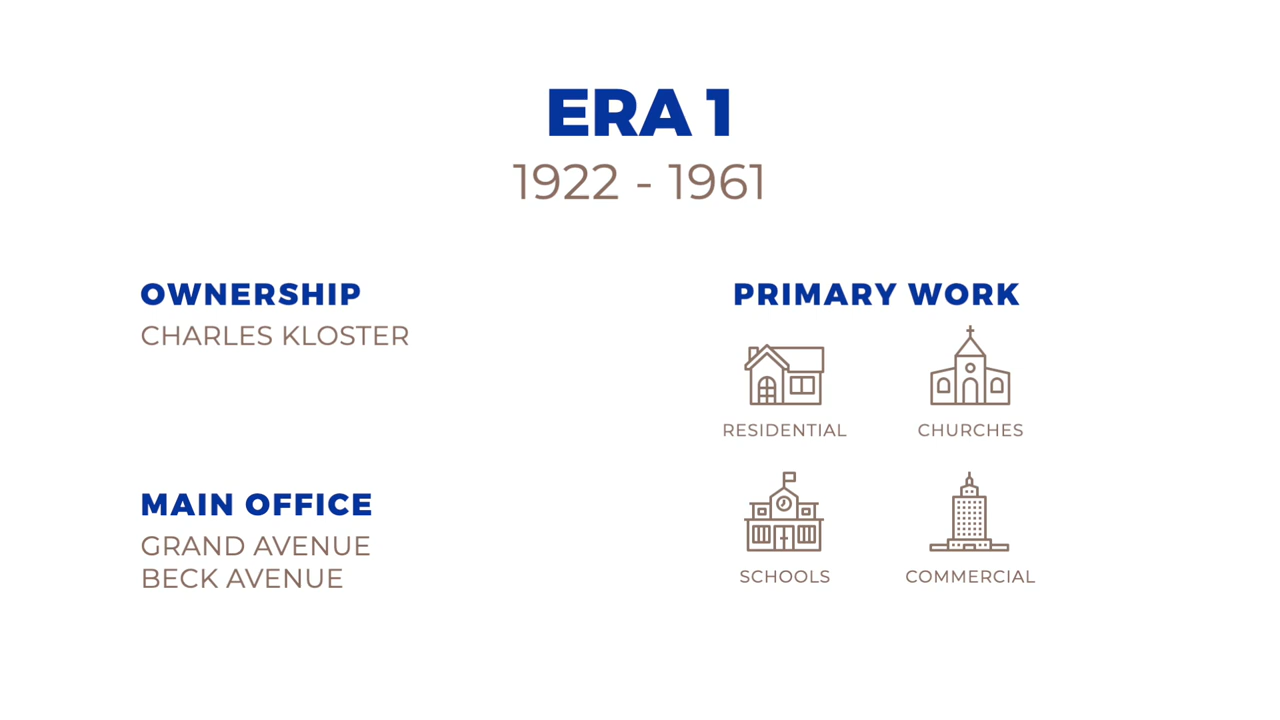 ERA 1
1922 - 1961
OWNERSHIP
CHARLES KLOSTER
MAIN OFFICE
GRAND AVENUE
BECK AVENUE
PRIMARY WORK
RESIDENTIAL
CHURCHES
SCHOOLS
COMMERCIAL